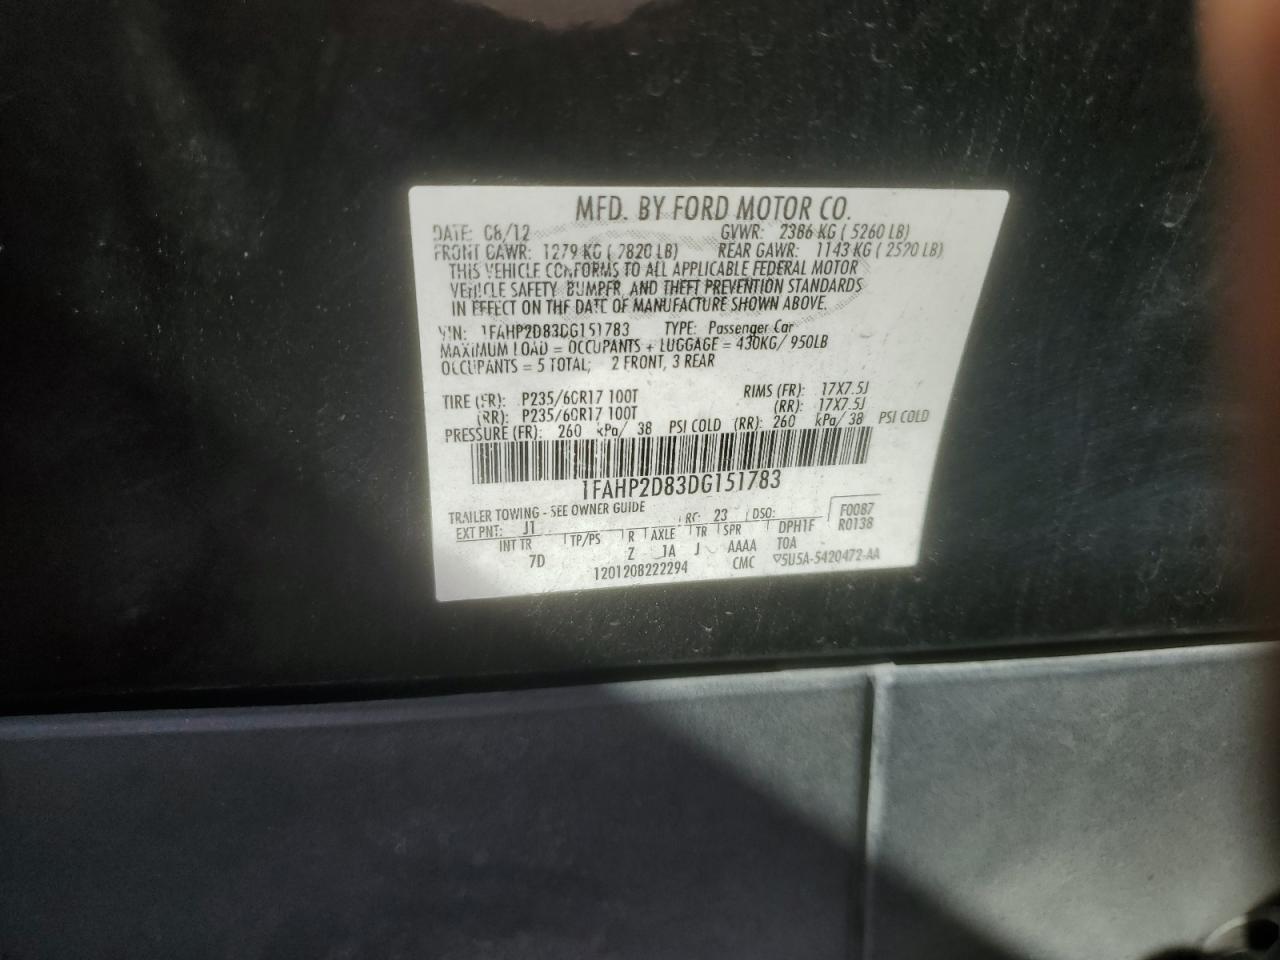 MFD. BY FORD MOTOR CO.
DATE: 08/12 GVWR: 2386 KG ( 5260 LB)
FRONT GAWR: 1279 KG ( 2820 LB) REAR GAWR: 1143 KG ( 2520 LB)
THIS VEHICLE CONFORMS TO ALL APPLICABLE FEDERAL MOTOR
VEHICLE SAFETY, BUMPER, AND THEFT PREVENTION STANDARDS
IN EFFECT ON THE DATE OF MANUFACTURE SHOWN ABOVE.
VIN: 1FAHP2D83DG151783 TYPE: Passenger Car
MAXIMUM LOAD = OCCUPANTS + LUGGAGE = 430KG/ 950LB
OCCUPANTS = 5 TOTAL; 2 FRONT, 3 REAR
TIRE (FR): P235/60R17 100T RIMS (FR): 17X7.5J
(RR): P235/60R17 100T (RR): 17X7.5J
PRESSURE (FR): 260 kPa/ 38 PSI COLD (RR): 260 kPa/ 38 PSI COLD
1FAHP2D83DG151783
TRAILER TOWING - SEE OWNER GUIDE
EXT PNT: J1 RC: 23 DSO: F0087
INT TR TP/PS R AXLE TR SPR DPH1F R0138
7D Z 1A J AAAA TOA
1201208222294 CMC ▽5U5A-5420472-AA